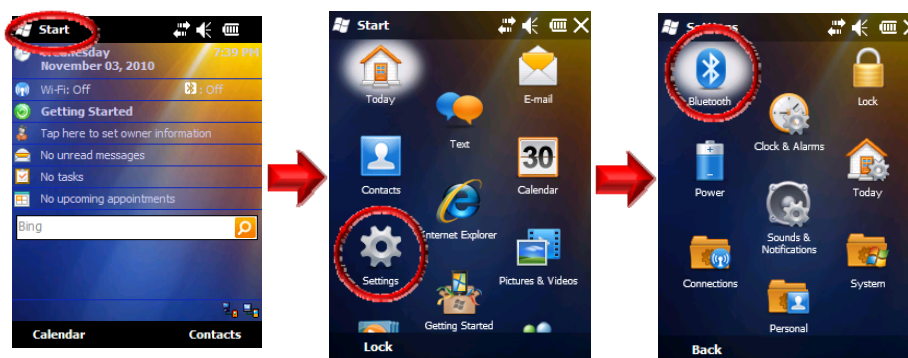 Start
Wednesday
7:39 PM
November 03, 2010
Wi-Fi: Off
: Off
Getting Started
Tap here to set owner information
No unread messages
No tasks
No upcoming appointments
Bing
Calendar
Contacts
Start
Today
E-mail
Text
30
Contacts
Calendar
Internet Explorer
Settings
Pictures & Videos
Getting Started
Lock
Settings
Bluetooth
Lock
Clock & Alarms
Power
Today
Sounds &
Notifications
Connections
System
Personal
Back